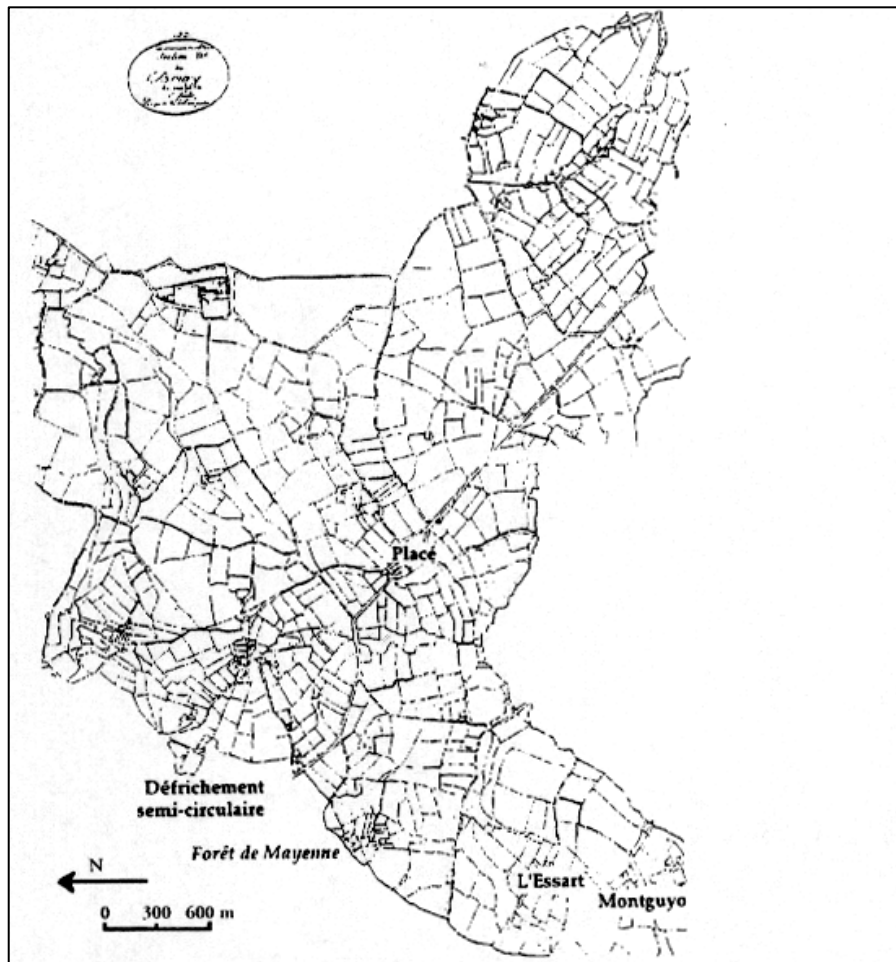 Placé
Défrichement
semi-circulaire
Forêt de Mayenne
N
L'Essart
Montguyo
0 300 600 m